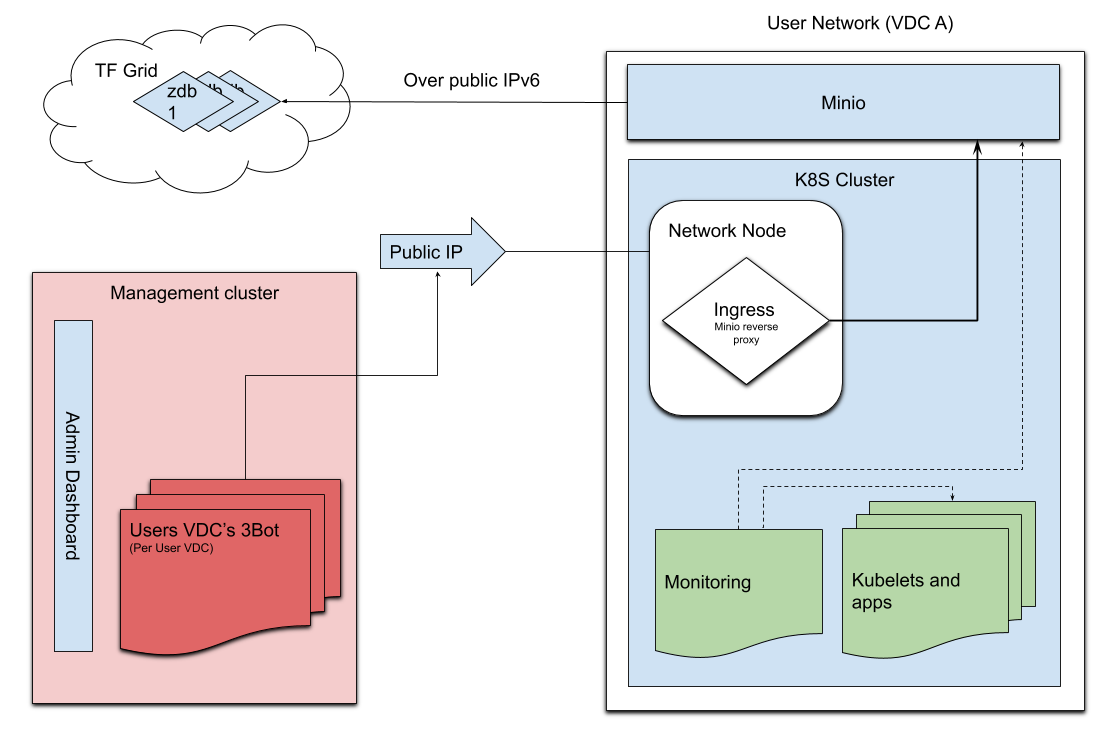 User Network (VDC A)
TF Grid
zdb
1
Over public IPv6
Minio
K8S Cluster
Network Node
Public IP
Ingress
Minio reverse
proxy
Management cluster
Admin Dashboard
Users VDC's 3Bot
(Per User VDC)
Monitoring
Kubelets and
apps